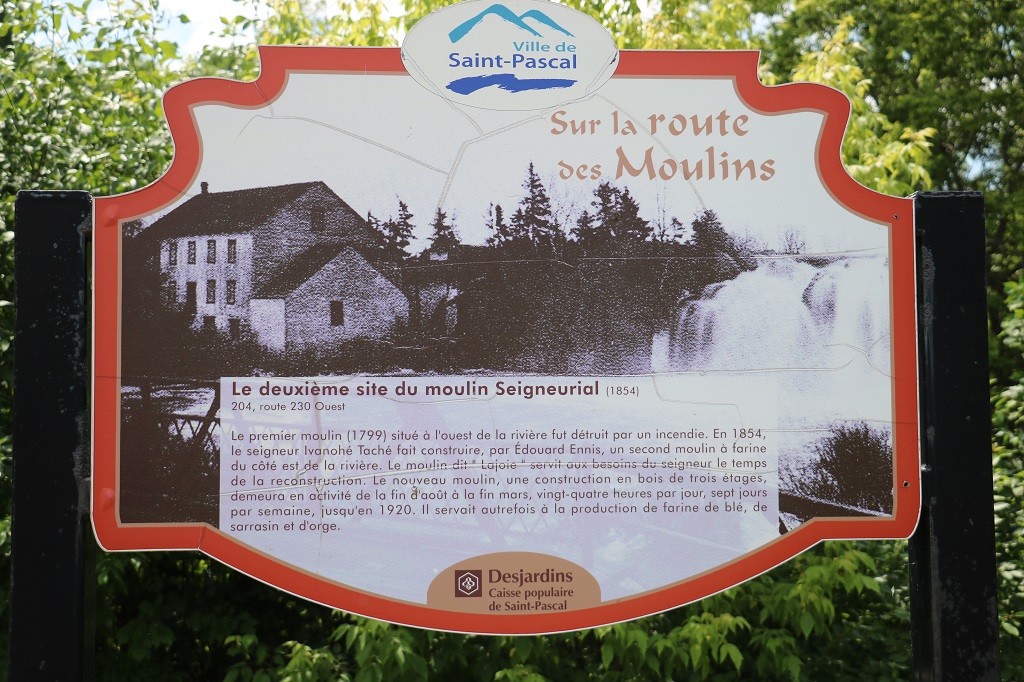 Ville de
Saint-Pascal
Sur la route
des Moulins
Le deuxième site du moulin Seigneurial (1854)
204, route 230 Ouest
Le premier moulin (1799) situé à l'ouest de la rivière fut détruit par un incendie. En 1854,
le seigneur Ivanohé Taché fait construire, par Édouard Ennis, un second moulin à farine
du côté est de la rivière. Le moulin dit " Lajoie " servit aux besoins du seigneur le temps
de la reconstruction. Le nouveau moulin, une construction en bois de trois étages,
demeura en activité de la fin d'août à la fin mars, vingt-quatre heures par jour, sept jours
par semaine, jusqu'en 1920. Il servait autrefois à la production de farine de blé, de
sarrasin et d'orge.
Desjardins
Caisse populaire
de Saint-Pascal